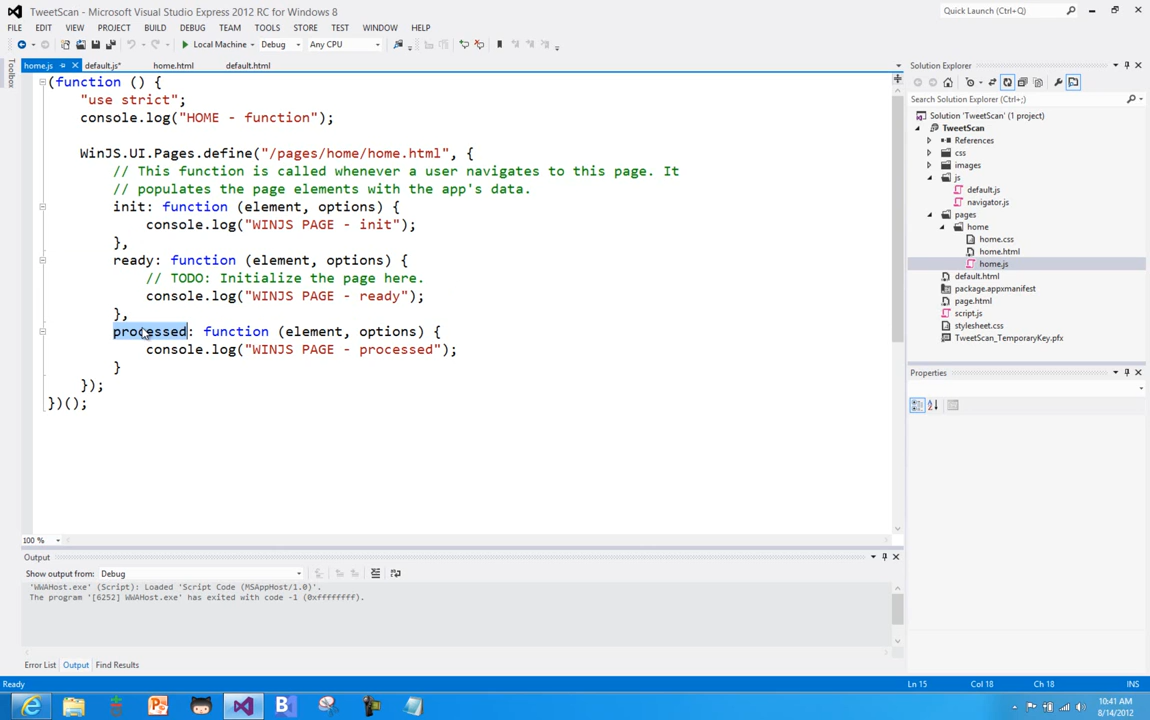 TweetScan - Microsoft Visual Studio Express 2012 RC for Windows 8
Quick Launch (Ctrl+Q)
FILE EDIT VIEW PROJECT BUILD DEBUG TEAM TOOLS STORE TEST WINDOW HELP
Local Machine Debug Any CPU
Toolbox
home.js default.js* home.html default.html
(function () {
"use strict";
console.log("HOME - function");
WinJS.UI.Pages.define("/pages/home/home.html", {
// This function is called whenever a user navigates to this page. It
// populates the page elements with the app's data.
init: function (element, options) {
console.log("WINJS PAGE - init");
},
ready: function (element, options) {
// TODO: Initialize the page here.
console.log("WINJS PAGE - ready");
},
processed: function (element, options) {
console.log("WINJS PAGE - processed");
}
});
})();
100 %
Output
Show output from: Debug
'WWAHost.exe' (Script): Loaded 'Script Code (MSAppHost/1.0)'.
The program '[6252] WWAHost.exe' has exited with code -1 (0xffffffff).
Error List Output Find Results
Solution Explorer
Search Solution Explorer (Ctrl+;)
Solution 'TweetScan' (1 project)
TweetScan
References
css
images
js
default.js
navigator.js
pages
home
home.css
home.html
home.js
default.html
package.appxmanifest
page.html
script.js
stylesheet.css
TweetScan_TemporaryKey.pfx
Properties
Ready Ln 15 Col 18 Ch 18 INS
10:41 AM
8/14/2012